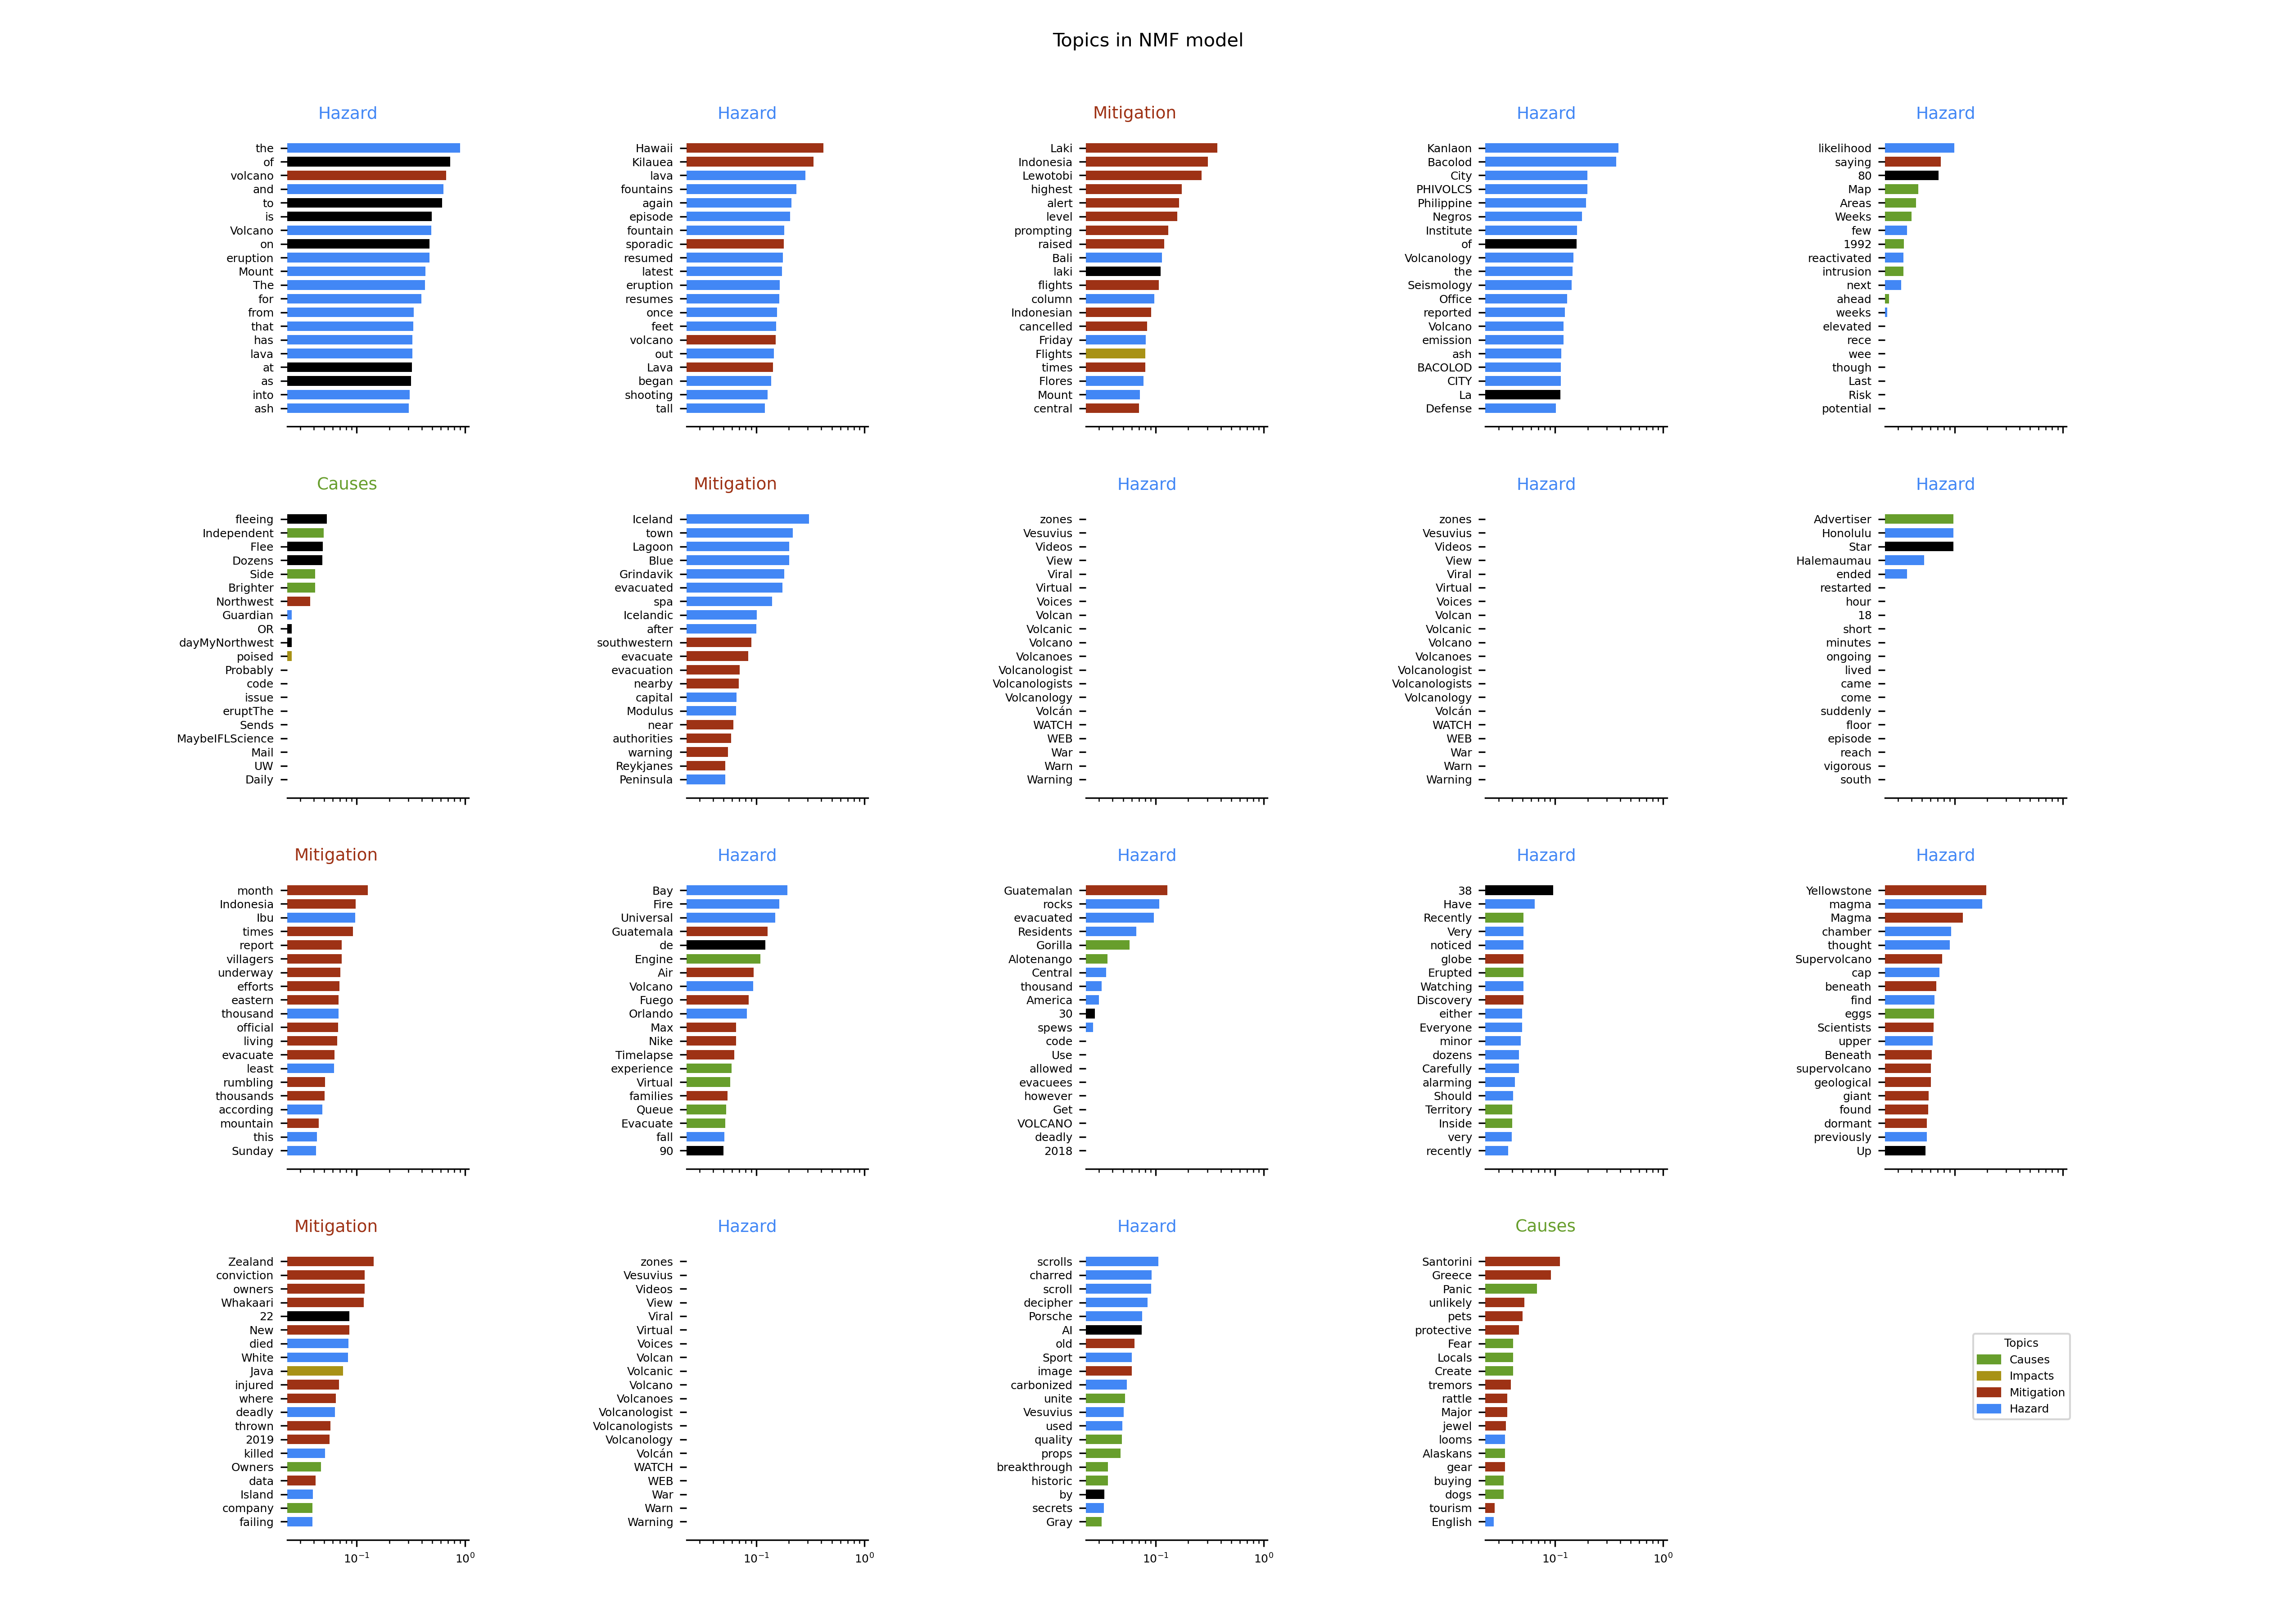 Topics in NMF model
Hazard
the
of
volcano
and
to
is
Volcano
on
eruption
Mount
The
for
from
that
has
lava
at
as
into
ash
Hazard
Hawaii
Kilauea
lava
fountains
again
episode
fountain
sporadic
resumed
latest
eruption
resumes
once
feet
volcano
out
Lava
began
shooting
tall
Mitigation
Laki
Indonesia
Lewotobi
highest
alert
level
prompting
raised
Bali
laki
flights
column
Indonesian
cancelled
Friday
Flights
times
Flores
Mount
central
Hazard
Kanlaon
Bacolod
City
PHIVOLCS
Philippine
Negros
Institute
of
Volcanology
the
Seismology
Office
reported
Volcano
emission
ash
BACOLOD
CITY
La
Defense
Hazard
likelihood
saying
80
Map
Areas
Weeks
few
1992
reactivated
intrusion
next
ahead
weeks
elevated
rece
wee
though
Last
Risk
potential
Causes
fleeing
Independent
Flee
Dozens
Side
Brighter
Northwest
Guardian
OR
dayMyNorthwest
poised
Probably
code
issue
eruptThe
Sends
MaybeIFLScience
Mail
UW
Daily
Mitigation
Iceland
town
Lagoon
Blue
Grindavik
evacuated
spa
Icelandic
after
southwestern
evacuate
evacuation
nearby
capital
Modulus
near
authorities
warning
Reykjanes
Peninsula
Hazard
zones
Vesuvius
Videos
View
Viral
Virtual
Voices
Volcan
Volcanic
Volcano
Volcanoes
Volcanologist
Volcanologists
Volcanology
Volcán
WATCH
WEB
War
Warn
Warning
Hazard
zones
Vesuvius
Videos
View
Viral
Virtual
Voices
Volcan
Volcanic
Volcano
Volcanoes
Volcanologist
Volcanologists
Volcanology
Volcán
WATCH
WEB
War
Warn
Warning
Hazard
Advertiser
Honolulu
Star
Halemaumau
ended
restarted
hour
18
short
minutes
ongoing
lived
came
come
suddenly
floor
episode
reach
vigorous
south
Mitigation
month
Indonesia
Ibu
times
report
villagers
underway
efforts
eastern
thousand
official
living
evacuate
least
rumbling
thousands
according
mountain
this
Sunday
Hazard
Bay
Fire
Universal
Guatemala
de
Engine
Air
Volcano
Fuego
Orlando
Max
Nike
Timelapse
experience
Virtual
families
Queue
Evacuate
fall
90
Hazard
Guatemalan
rocks
evacuated
Residents
Gorilla
Alotenango
Central
thousand
America
30
spews
code
Use
allowed
evacuees
however
Get
VOLCANO
deadly
2018
Hazard
38
Have
Recently
Very
noticed
globe
Erupted
Watching
Discovery
either
Everyone
minor
dozens
Carefully
alarming
Should
Territory
Inside
very
recently
Hazard
Yellowstone
magma
Magma
chamber
thought
Supervolcano
cap
beneath
find
eggs
Scientists
upper
Beneath
supervolcano
geological
giant
found
dormant
previously
Up
Mitigation
Zealand
conviction
owners
Whakaari
22
New
died
White
Java
injured
where
deadly
thrown
2019
killed
Owners
data
Island
company
failing
10⁻¹ 10⁰
Hazard
zones
Vesuvius
Videos
View
Viral
Virtual
Voices
Volcan
Volcanic
Volcano
Volcanoes
Volcanologist
Volcanologists
Volcanology
Volcán
WATCH
WEB
War
Warn
Warning
10⁻¹ 10⁰
Hazard
scrolls
charred
scroll
decipher
Porsche
AI
old
Sport
image
carbonized
unite
Vesuvius
used
quality
props
breakthrough
historic
by
secrets
Gray
10⁻¹ 10⁰
Causes
Santorini
Greece
Panic
unlikely
pets
protective
Fear
Locals
Create
tremors
rattle
Major
jewel
looms
Alaskans
gear
buying
dogs
tourism
English
10⁻¹ 10⁰
Topics
Causes
Impacts
Mitigation
Hazard